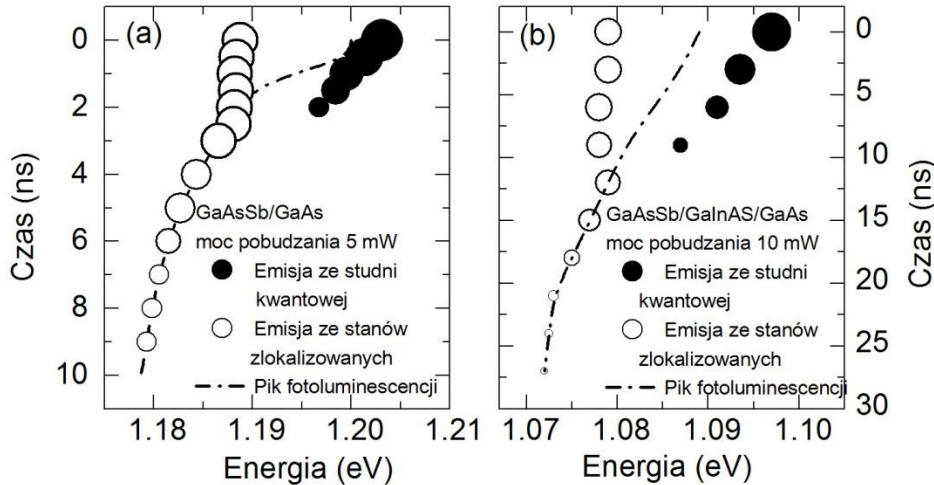 (a)
0
2
4
6
8
10
Czas (ns)
GaAsSb/GaAs
moc pobudzania 5 mW
Emisja ze studni
kwantowej
Emisja ze stanów
zlokalizowanych
Pik fotoluminescencji
1.18 1.19 1.20 1.21
Energia (eV)
(b)
0
5
10
15
20
25
30
Czas (ns)
GaAsSb/GaInAS/GaAs
moc pobudzania 10 mW
Emisja ze studni
kwantowej
Emisja ze stanów
zlokalizowanych
Pik fotoluminescencji
1.07 1.08 1.09 1.10
Energia (eV)